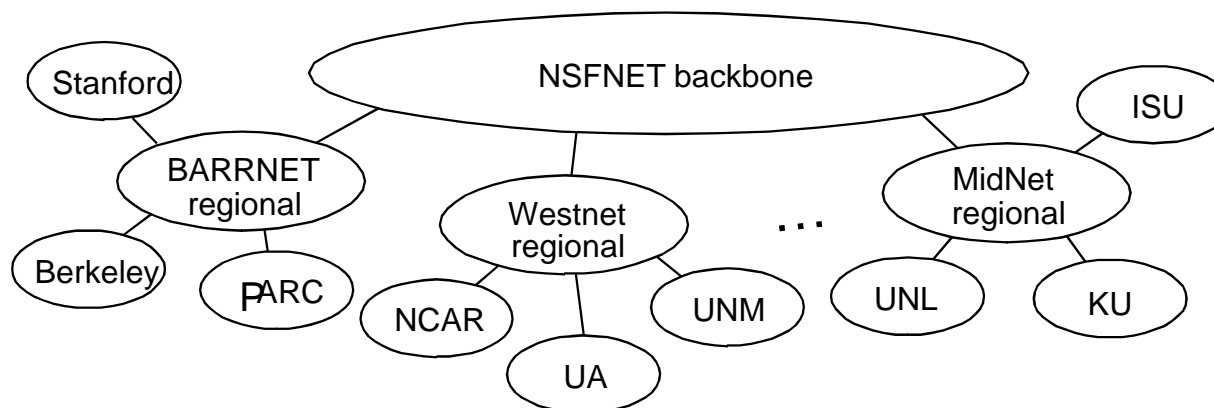 NSFNET backbone
Stanford
ISU
BARRNET
regional
MidNet
regional
Westnet
regional
...
Berkeley
PARC
NCAR
UNM
UNL
KU
UA